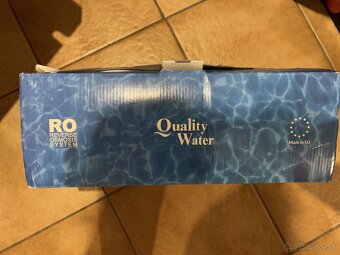 RO
REVERSE
OSMOSIS
SYSTEM
Quality
Water
Made in EU